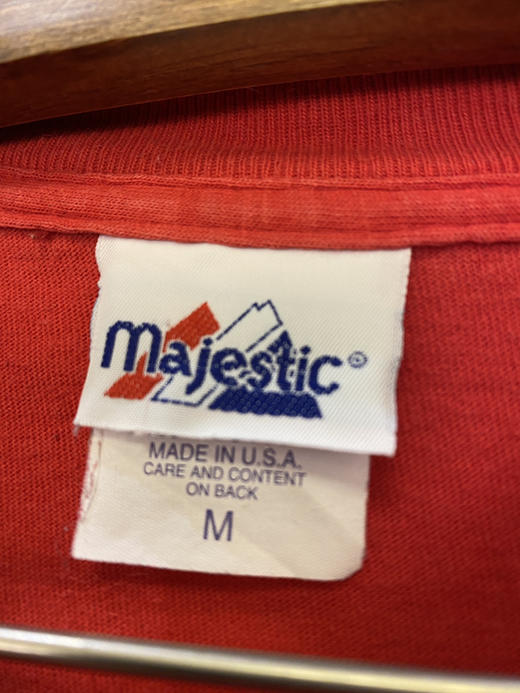 majestic®
MADE IN U.S.A.
CARE AND CONTENT
ON BACK
M